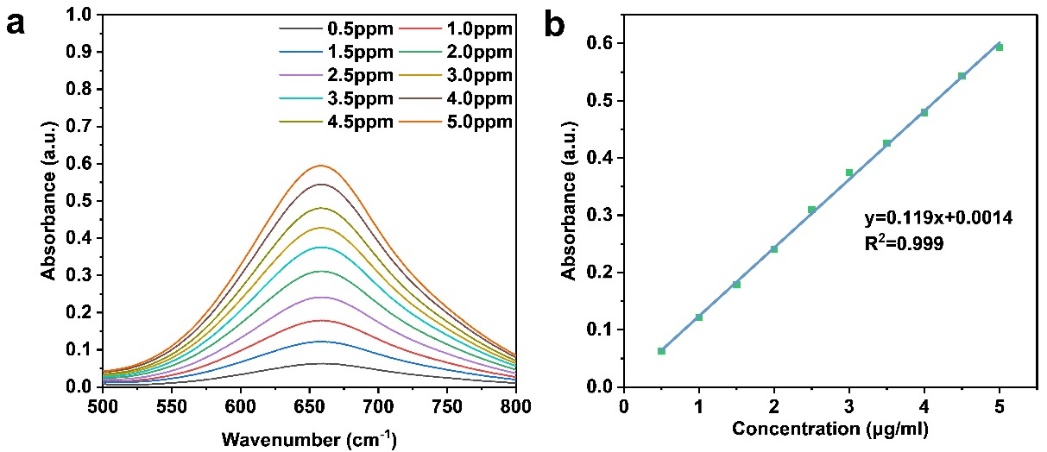 a
1.0
0.9
0.8
0.7
0.6
0.5
0.4
0.3
0.2
0.1
0.0
500 550 600 650 700 750 800
Absorbance (a.u.)
Wavenumber (cm⁻¹)
0.5ppm 1.0ppm
1.5ppm 2.0ppm
2.5ppm 3.0ppm
3.5ppm 4.0ppm
4.5ppm 5.0ppm
b
0.6
0.5
0.4
0.3
0.2
0.1
0.0
0 1 2 3 4 5
Absorbance (a.u.)
Concentration (μg/ml)
y=0.119x+0.0014
R²=0.999